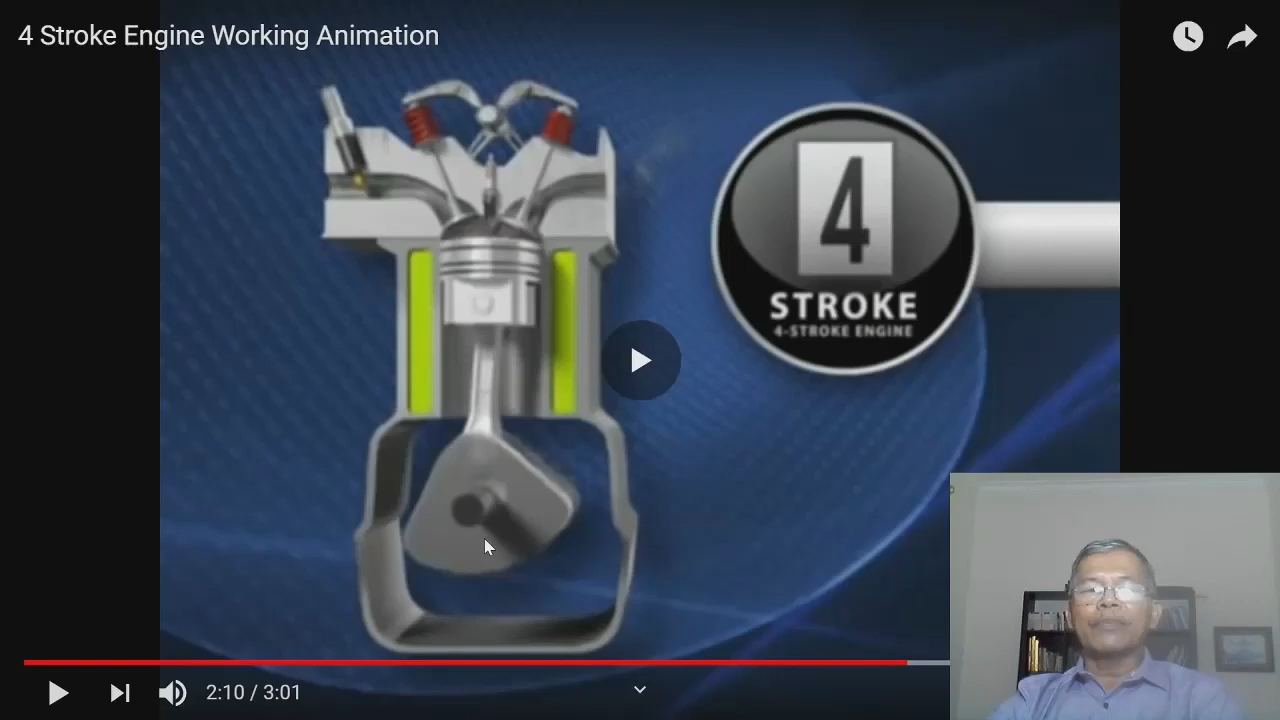 4 Stroke Engine Working Animation
4
STROKE
4-STROKE ENGINE
2:10 / 3:01